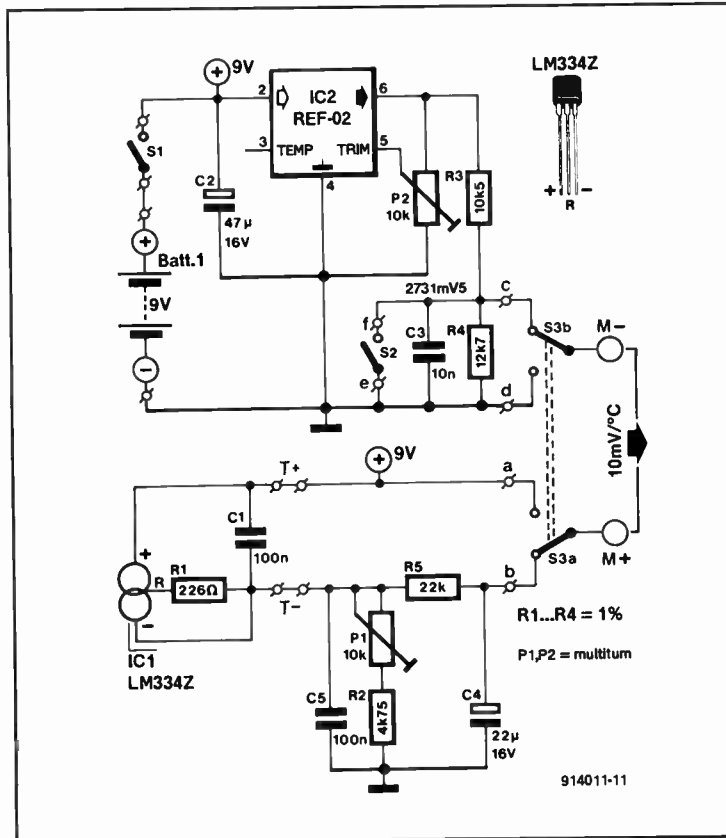 9V
LM334Z
2
IC2
REF-02
6
3
TEMP
TRIM
5
4
S1
C2
47µ
16V
P2
10k
R3
10k5
+ R −
Batt.1
9V
2731mV5
c
f
S2
e
C3
10n
R4
12k7
d
S3b
M−
10mV/°C
9V
T+
a
C1
100n
+
R
R1
226Ω
−
IC1
LM334Z
T−
R5
22k
b
S3a
M+
P1
10k
R2
4k75
C5
100n
C4
22µ
16V
R1...R4 = 1%
P1,P2 = multitum
914011-11